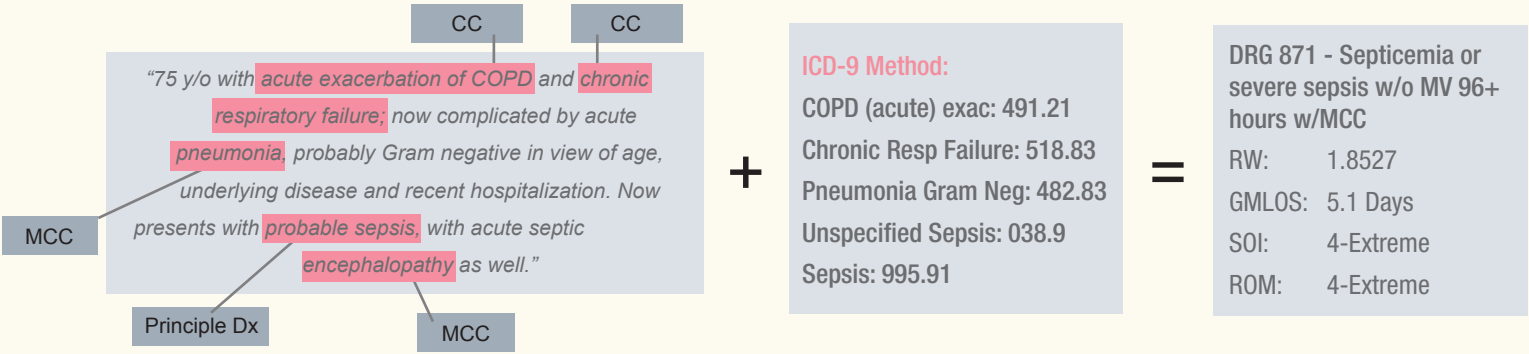 CC
CC
“75 y/o with acute exacerbation of COPD and chronic
respiratory failure; now complicated by acute
pneumonia, probably Gram negative in view of age,
underlying disease and recent hospitalization. Now
presents with probable sepsis, with acute septic
encephalopathy as well.”
MCC
Principle Dx
MCC
+
ICD-9 Method:
COPD (acute) exac: 491.21
Chronic Resp Failure: 518.83
Pneumonia Gram Neg: 482.83
Unspecified Sepsis: 038.9
Sepsis: 995.91
=
DRG 871 - Septicemia or
severe sepsis w/o MV 96+
hours w/MCC
RW: 1.8527
GMLOS: 5.1 Days
SOI: 4-Extreme
ROM: 4-Extreme